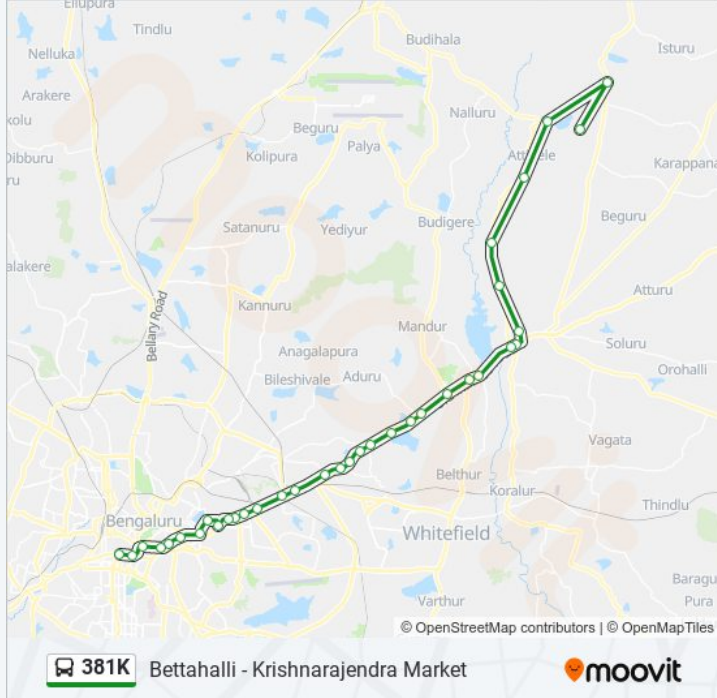 Ellupura
Tindlu
Budihala
Isturu
Nelluka
Arakere
Nalluru
kolu
Beguru
Palya
Dibburu
Kolipura
Karappana
ru
Beguru
Satanuru
Yediyur
Budigere
alakere
Atturu
Kannuru
Bellary Road
Mandur
Soluru
Anagalapura
Orohalli
Bileshivale
Aduru
Vagata
Belthur
Koralur
Thindlu
Bengaluru
Whitefield
Baragu
Varthur
Pura
© OpenStreetMap contributors | © OpenMapTiles
381K Bettahalli - Krishnarajendra Market
moovit